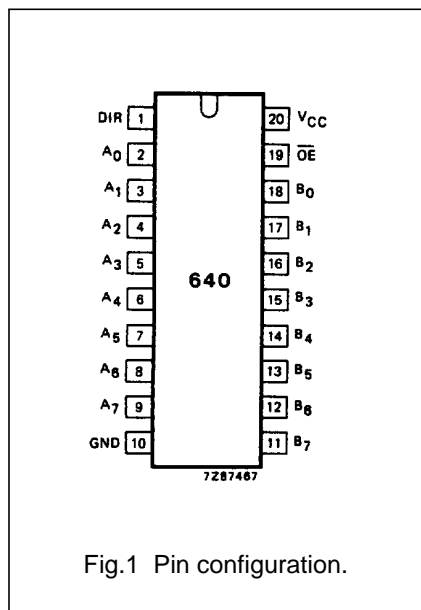 DIR 1 20 VCC
A0 2 19 OE
A1 3 18 B0
A2 4 17 B1
A3 5 16 B2
640
A4 6 15 B3
A5 7 14 B4
A6 8 13 B5
A7 9 12 B6
GND 10 11 B7
7Z87467
Fig.1 Pin configuration.